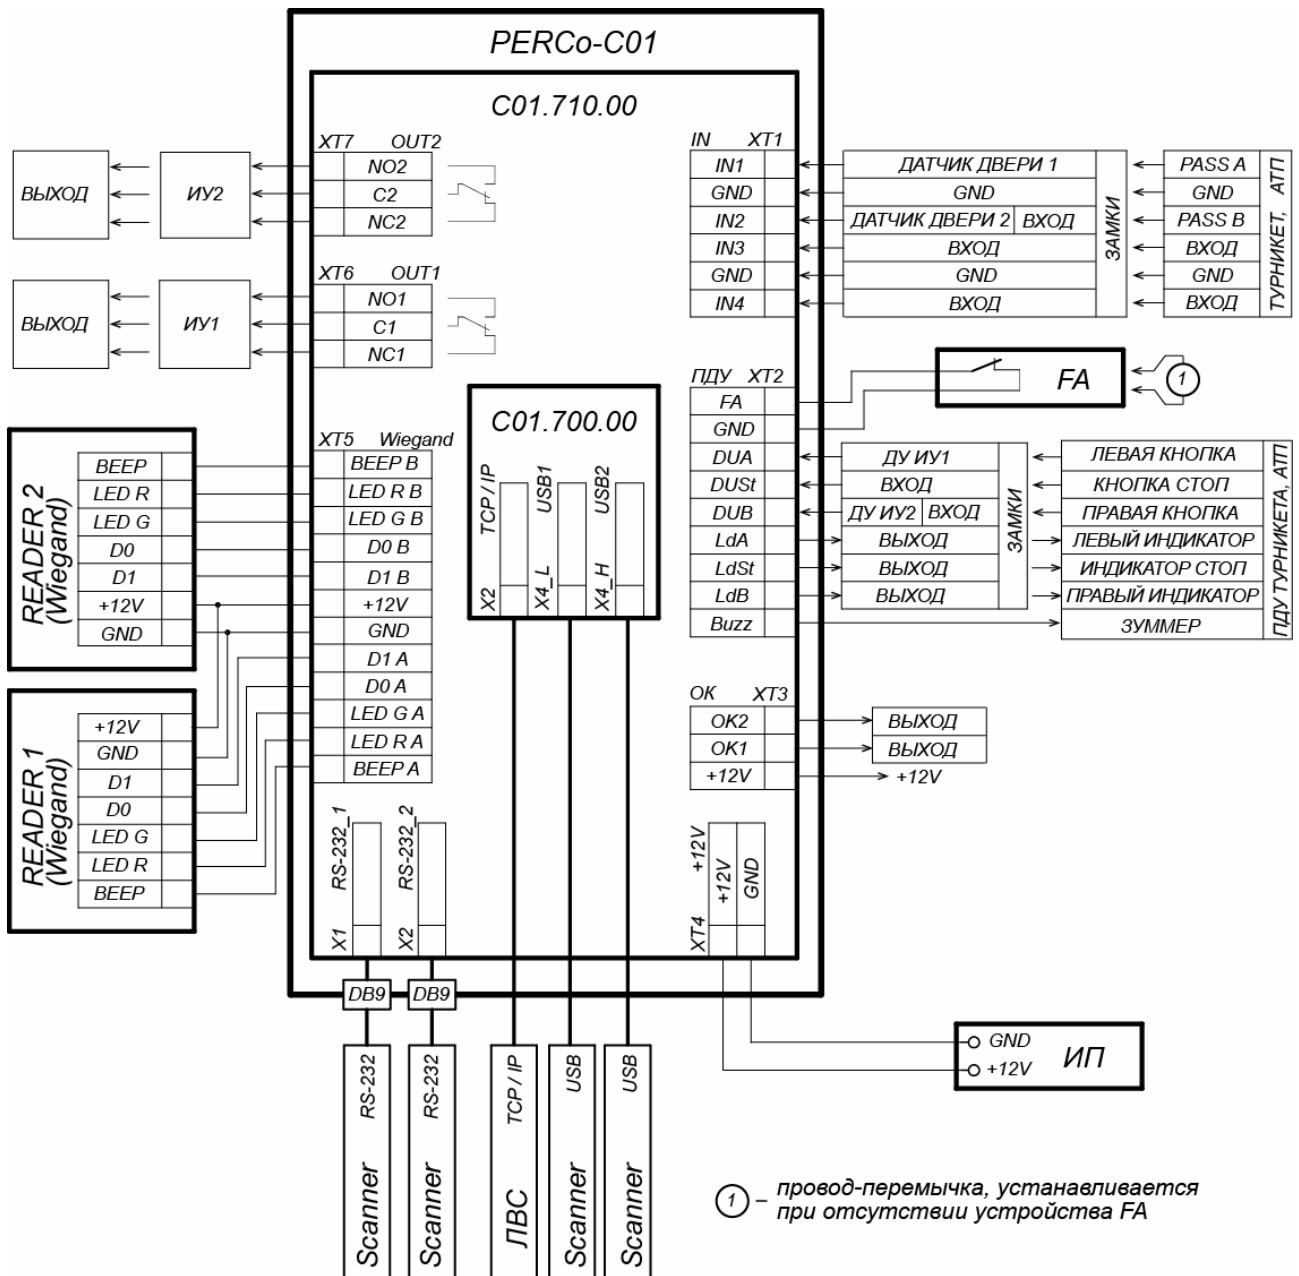 PERCo-C01
C01.710.00
XT7 OUT2
NO2
C2
NC2
ИУ2
ВЫХОД
XT6 OUT1
NO1
C1
NC1
ИУ1
ВЫХОД
XT5 Wiegand
BEEP B
LED R B
LED G B
D0 B
D1 B
+12V
GND
D1 A
D0 A
LED G A
LED R A
BEEP A
READER 2
(Wiegand)
BEEP
LED R
LED G
D0
D1
+12V
GND
READER 1
(Wiegand)
+12V
GND
D1
D0
LED G
LED R
BEEP
C01.700.00
X2 TCP / IP
X4_L USB1
X4_H USB2
IN XT1
IN1
GND
IN2
IN3
GND
IN4
ДАТЧИК ДВЕРИ 1
GND
ДАТЧИК ДВЕРИ 2 ВХОД
ВХОД
GND
ВХОД
ЗАМКИ
PASS A
GND
PASS B
ВХОД
GND
ВХОД
ТУРНИКЕТ, АТП
ПДУ XT2
FA
GND
DUA
DUSt
DUB
LdA
LdSt
LdB
Buzz
FA
1
ДУ ИУ1
ВХОД
ДУ ИУ2 ВХОД
ВЫХОД
ВЫХОД
ВЫХОД
ЗАМКИ
ЛЕВАЯ КНОПКА
КНОПКА СТОП
ПРАВАЯ КНОПКА
ЛЕВЫЙ ИНДИКАТОР
ИНДИКАТОР СТОП
ПРАВЫЙ ИНДИКАТОР
ЗУММЕР
ПДУ ТУРНИКЕТА, АТП
ОК XT3
OK2
OK1
+12V
ВЫХОД
ВЫХОД
+12V
X1 RS-232_1
X2 RS-232_2
XT4 +12V
+12V
GND
DB9
DB9
Scanner RS-232
Scanner RS-232
ЛВС TCP / IP
Scanner USB
Scanner USB
GND
+12V
ИП
1 – провод-перемычка, устанавливается
при отсутствии устройства FA